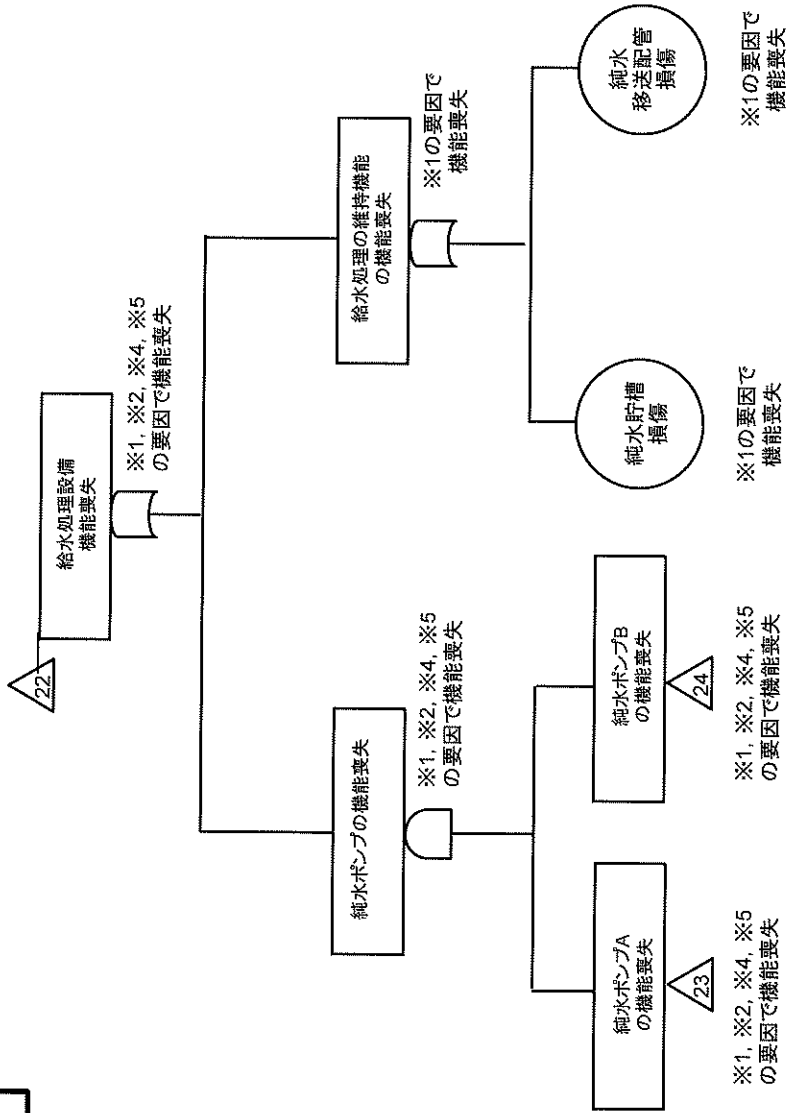 22
給水処理設備
機能喪失
※1, ※2, ※4, ※5
の要因で機能喪失
純水ポンプの機能喪失
※1, ※2, ※4, ※5
の要因で機能喪失
給水処理の維持機能
の機能喪失
※1の要因で
機能喪失
純水ポンプA
の機能喪失
23
※1, ※2, ※4, ※5
の要因で機能喪失
純水ポンプB
の機能喪失
24
※1, ※2, ※4, ※5
の要因で機能喪失
純水貯槽
損傷
※1の要因で
機能喪失
純水
移送配管
損傷
※1の要因で
機能喪失